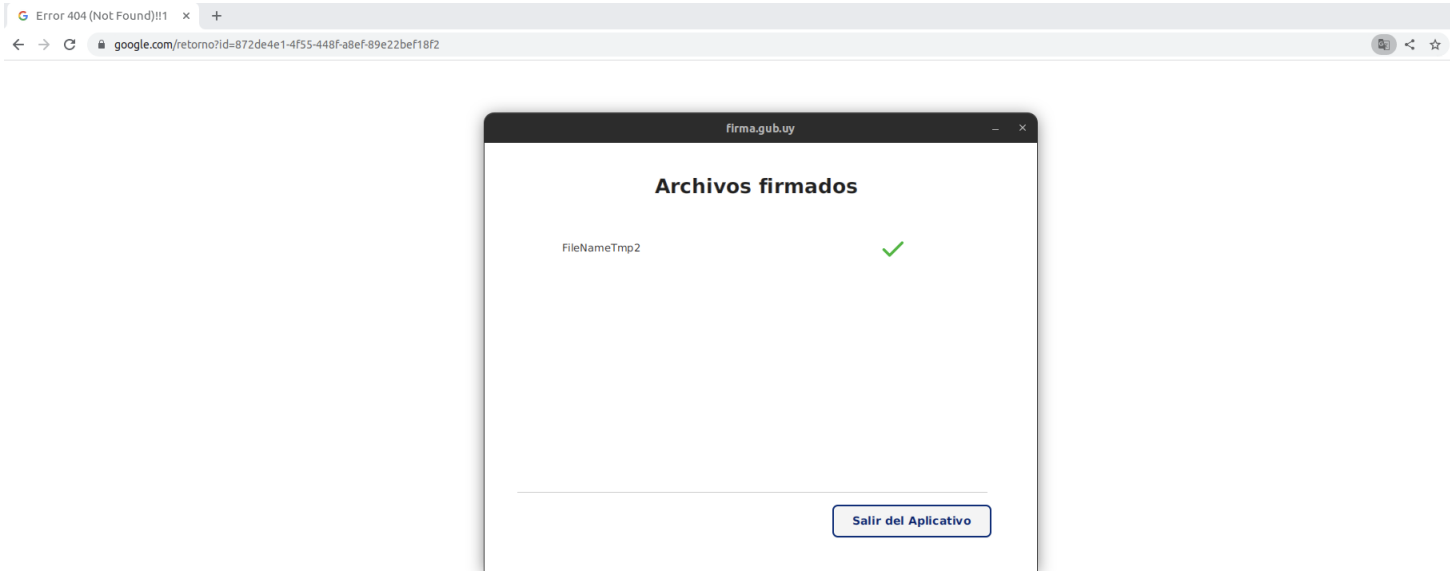 Error 404 (Not Found)!!1
google.com/retorno?id=872de4e1-4f55-448f-a8ef-89e22bef18f2
firma.gub.uy
Archivos firmados
FileNameTmp2
Salir del Aplicativo